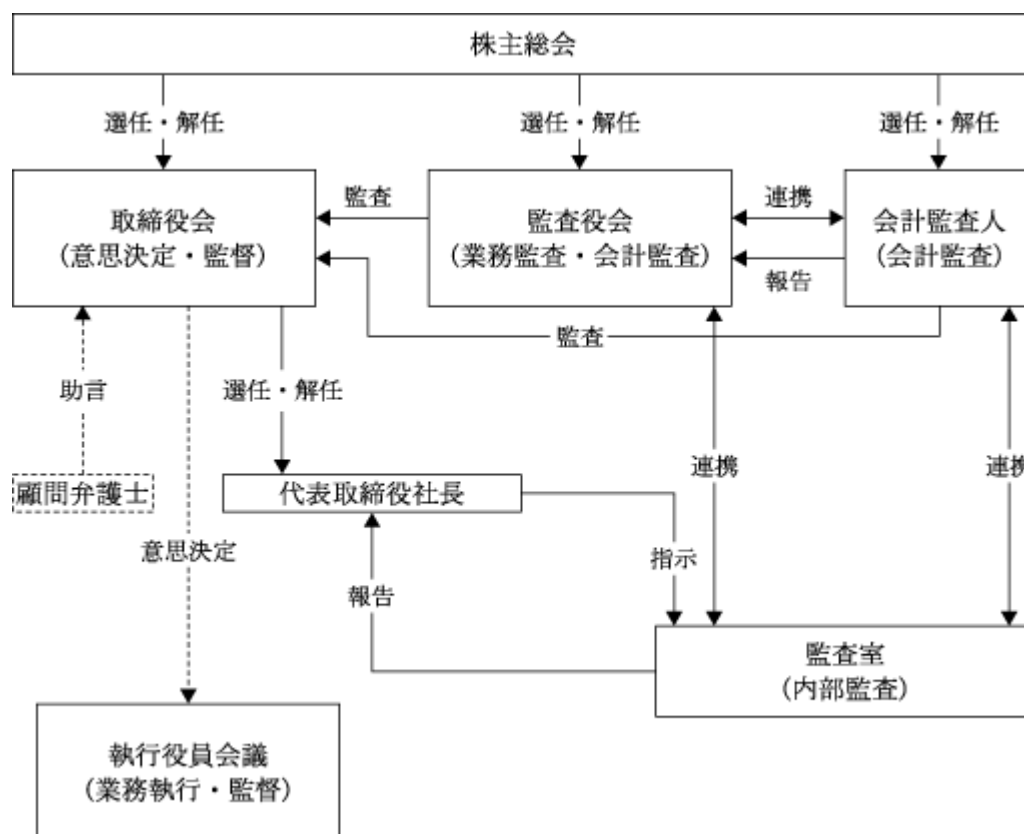 株主総会
選任・解任
選任・解任
選任・解任
取締役会
(意思決定・監督)
監査
監査役会
(業務監査・会計監査)
連携
報告
会計監査人
(会計監査)
監査
助言
選任・解任
顧問弁護士
代表取締役社長
連携
連携
意思決定
指示
報告
監査室
(内部監査)
執行役員会議
(業務執行・監督)